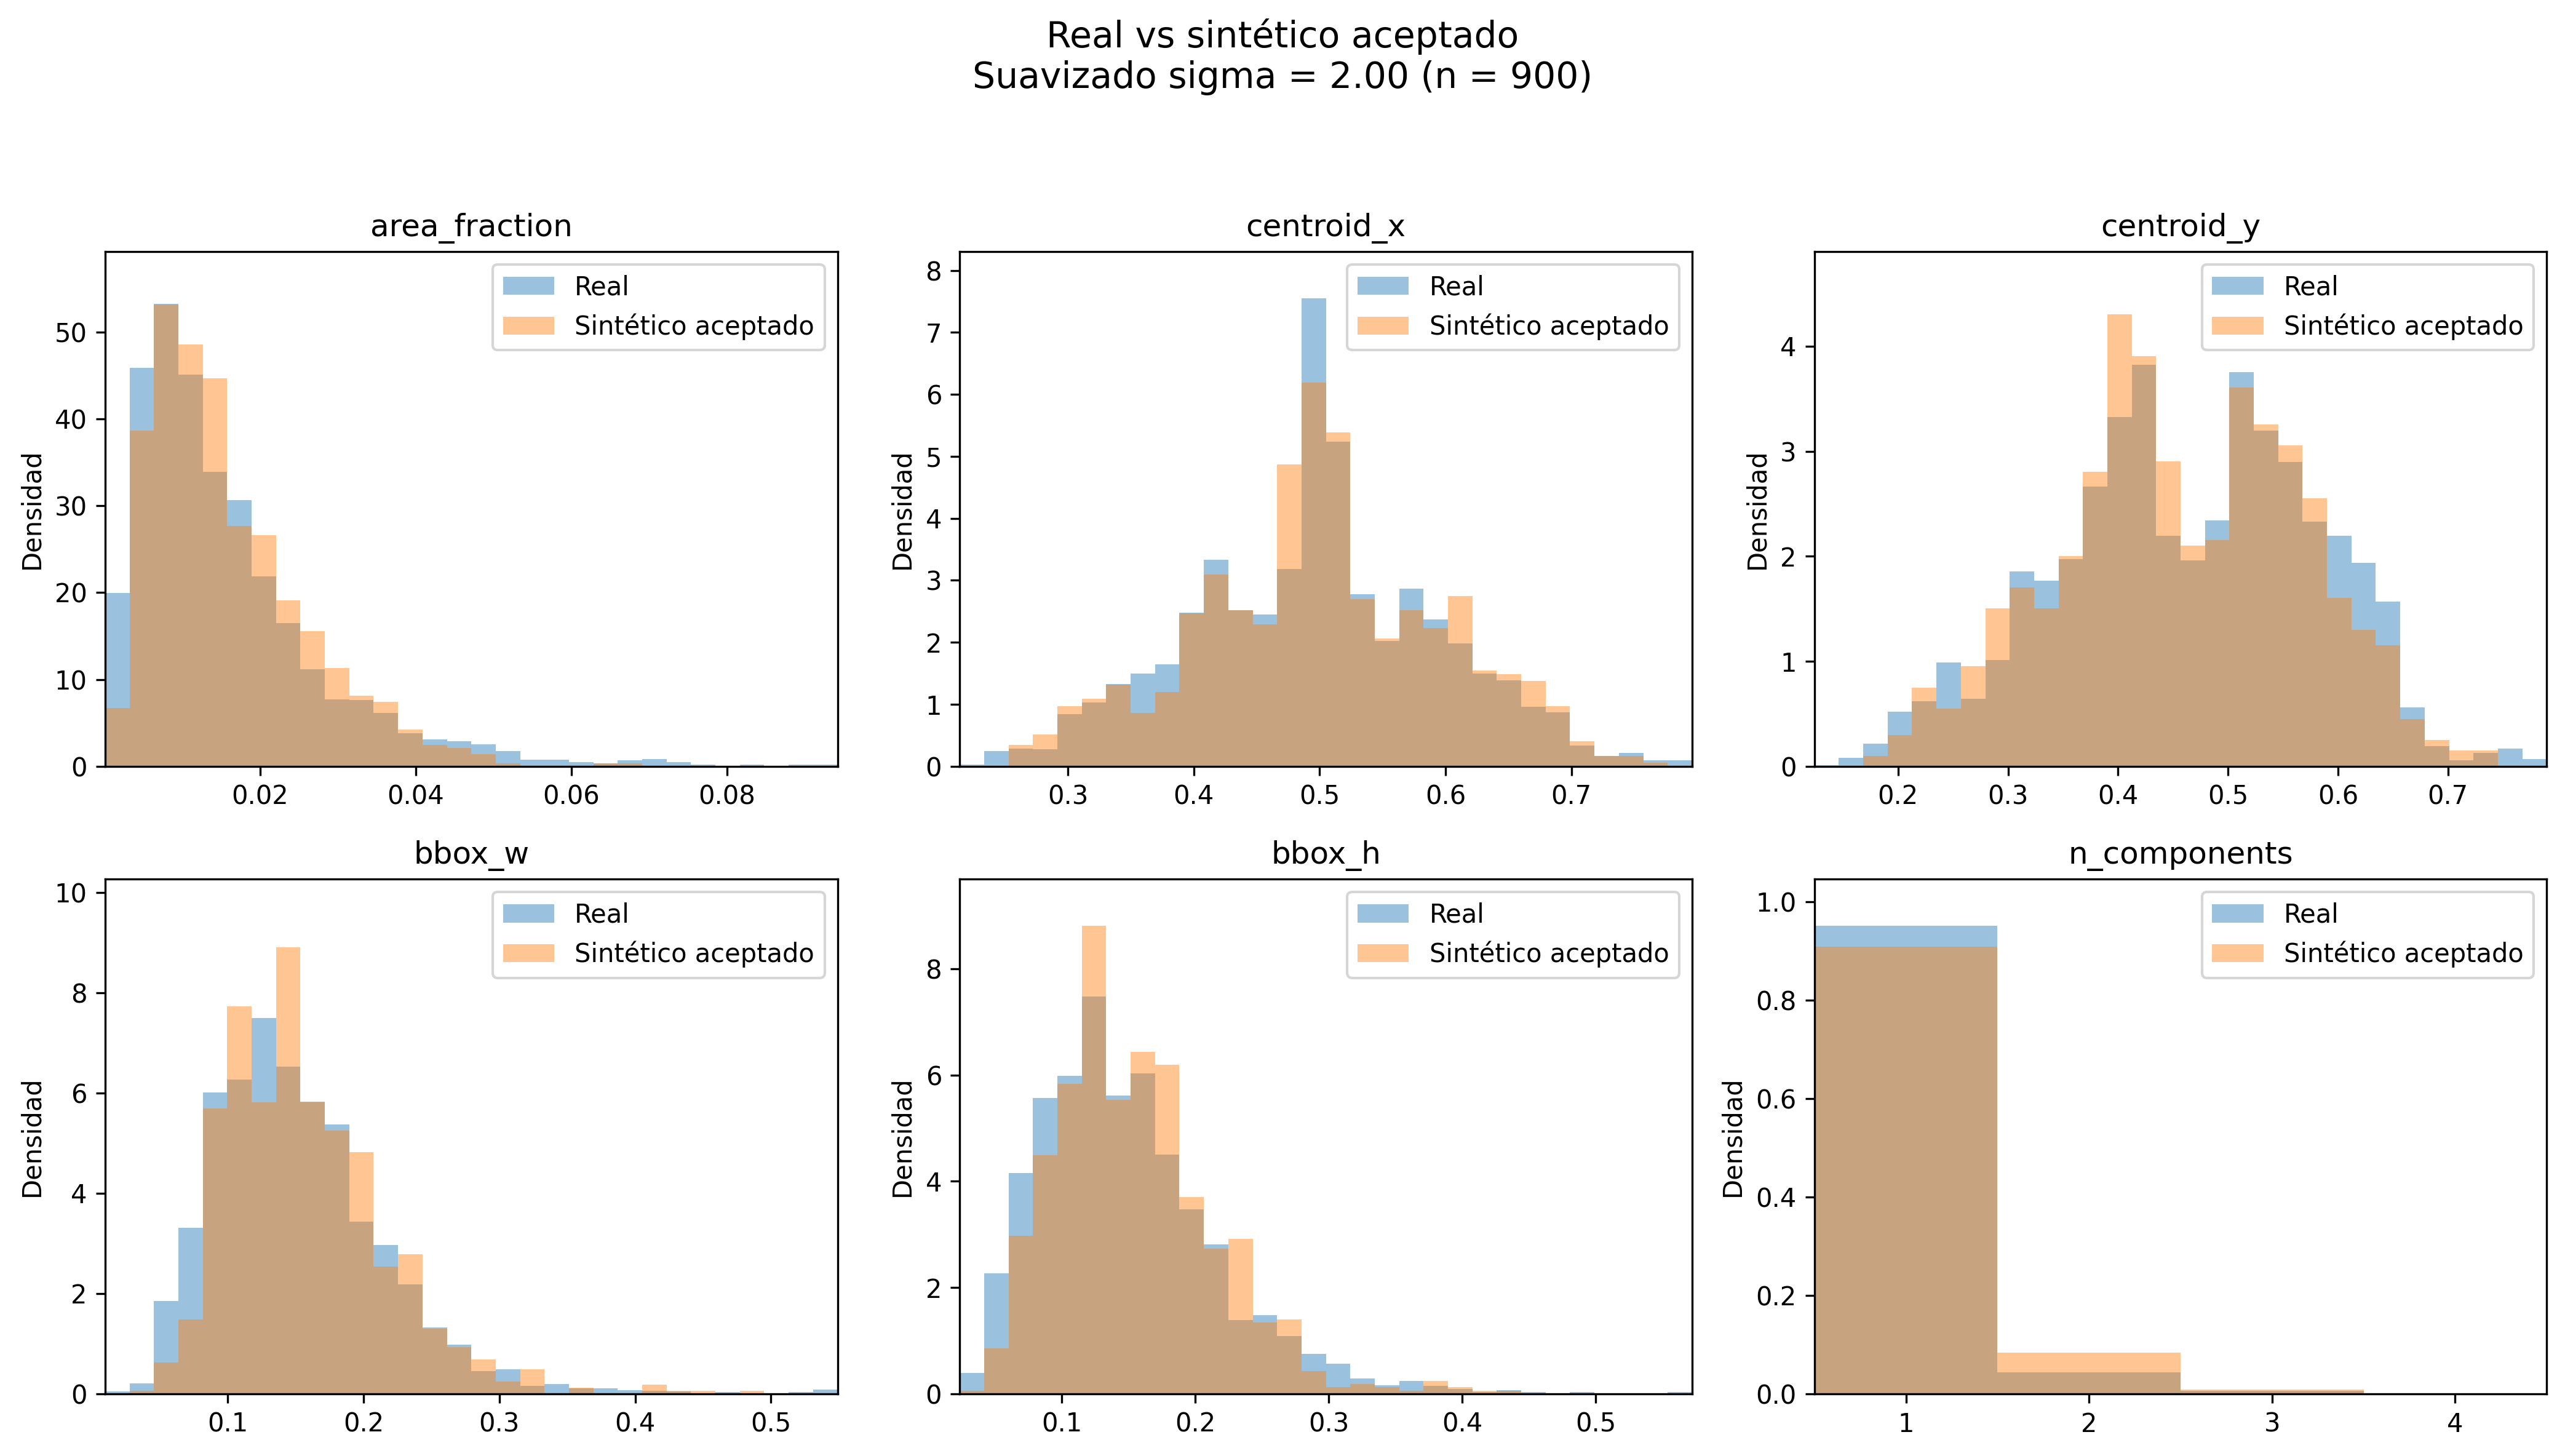 Real vs sintético aceptado
Suavizado sigma = 2.00 (n = 900)
area_fraction
Densidad
50
40
30
20
10
0
0.02 0.04 0.06 0.08
Real
Sintético aceptado
centroid_x
Densidad
8
7
6
5
4
3
2
1
0
0.3 0.4 0.5 0.6 0.7
Real
Sintético aceptado
centroid_y
Densidad
4
3
2
1
0
0.2 0.3 0.4 0.5 0.6 0.7
Real
Sintético aceptado
bbox_w
Densidad
10
8
6
4
2
0
0.1 0.2 0.3 0.4 0.5
Real
Sintético aceptado
bbox_h
Densidad
8
6
4
2
0
0.1 0.2 0.3 0.4 0.5
Real
Sintético aceptado
n_components
Densidad
1.0
0.8
0.6
0.4
0.2
0.0
1 2 3 4
Real
Sintético aceptado